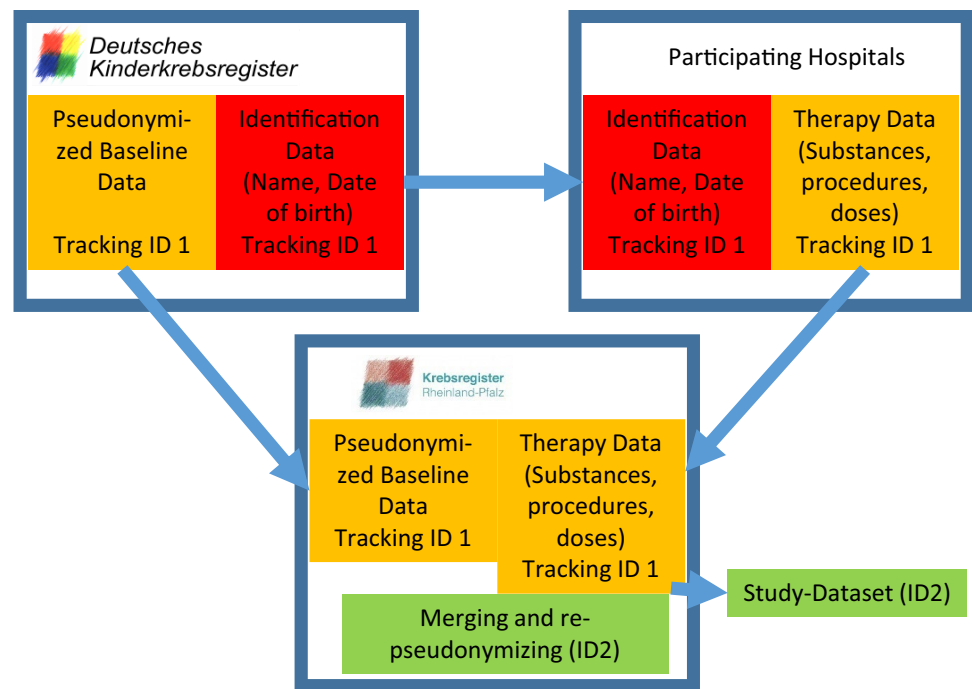 Deutsches
Kinderkrebsregister
Pseudonymi-
zed Baseline
Data
Tracking ID 1
Identification
Data
(Name, Date
of birth)
Tracking ID 1
Participating Hospitals
Identification
Data
(Name, Date
of birth)
Tracking ID 1
Therapy Data
(Substances,
procedures,
doses)
Tracking ID 1
Krebsregister
Rheinland-Pfalz
Pseudonymi-
zed Baseline
Data
Tracking ID 1
Therapy Data
(Substances,
procedures,
doses)
Tracking ID 1
Merging and re-
pseudonymizing (ID2)
Study-Dataset (ID2)